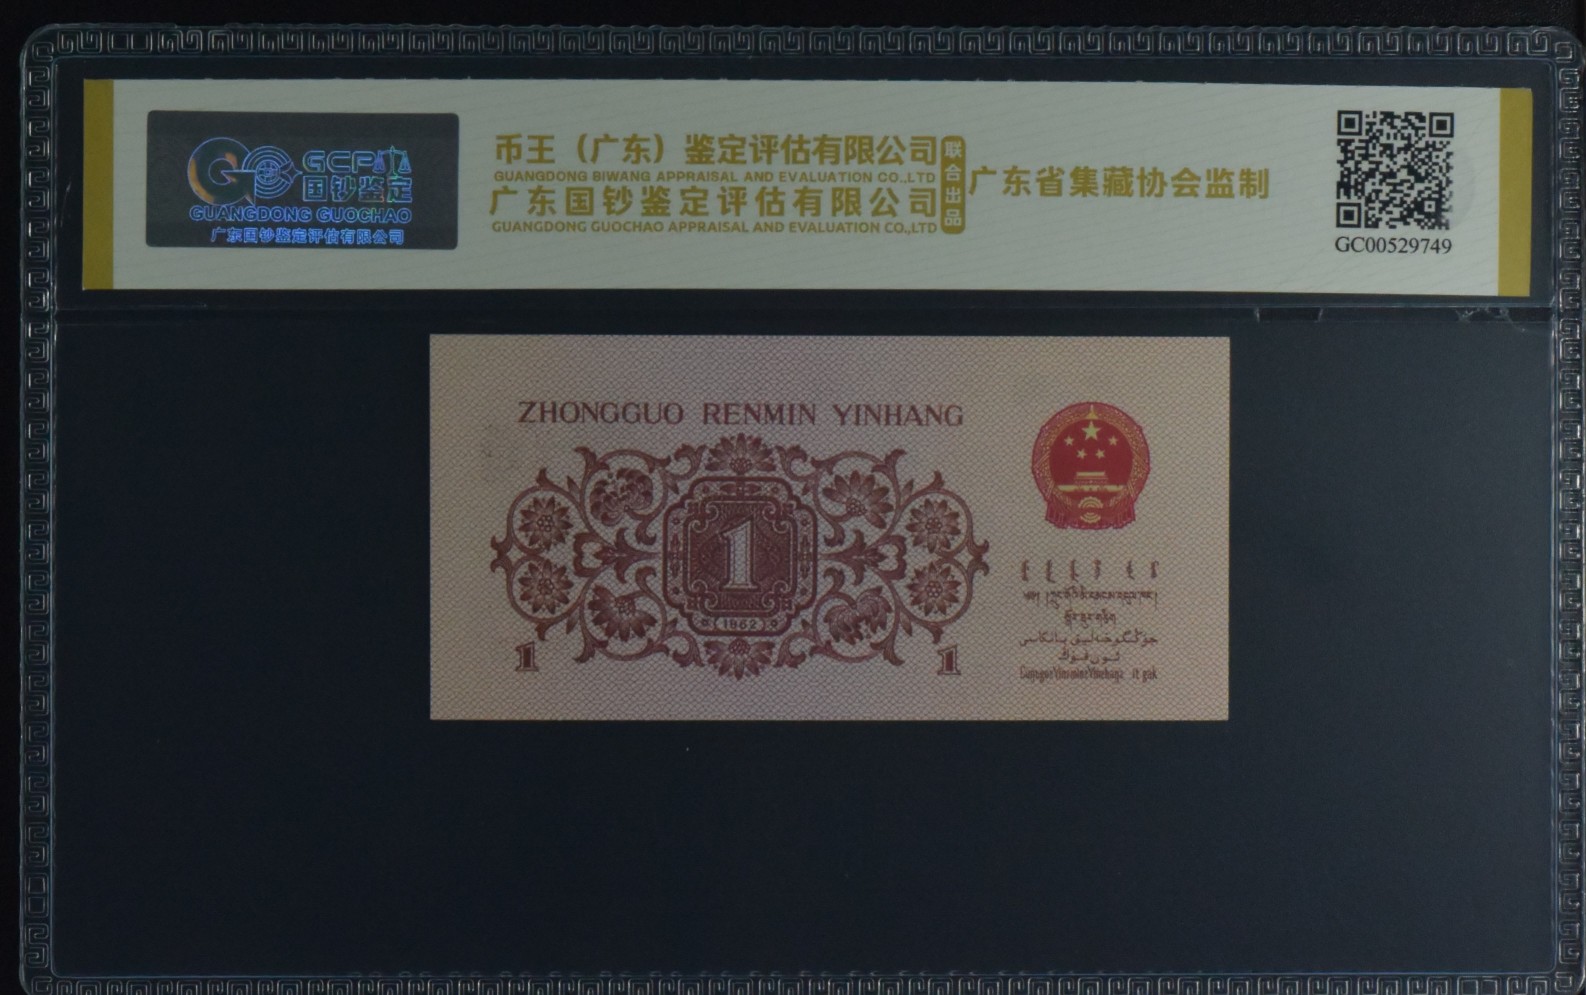 GCP
国钞鉴定
GUANGDONG GUOCHAO
广东国钞鉴定评估有限公司
币王（广东）鉴定评估有限公司
GUANGDONG BIWANG APPRAISAL AND EVALUATION CO.,LTD
广东国钞鉴定评估有限公司
GUANGDONG GUOCHAO APPRAISAL AND EVALUATION CO.,LTD
联合出品
广东省集藏协会监制
GC00529749
ZHONGGUO RENMIN YINHANG
1
1962
1
1